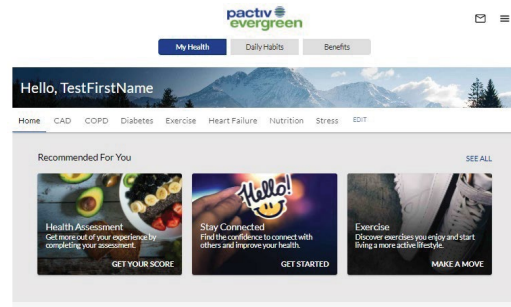 pactiv
evergreen
My Health Daily Habits Benefits
Hello, TestFirstName
Home CAD COPD Diabetes Exercise Heart Failure Nutrition Stress EDIT
Recommended For You SEE ALL
Hello!
Health Assessment
Get more out of your experience by
completing your assessment.
GET YOUR SCORE
Stay Connected
Find the confidence to connect with
others and improve your health.
GET STARTED
Exercise
Discover exercises you enjoy and start
living a more active lifestyle.
MAKE A MOVE